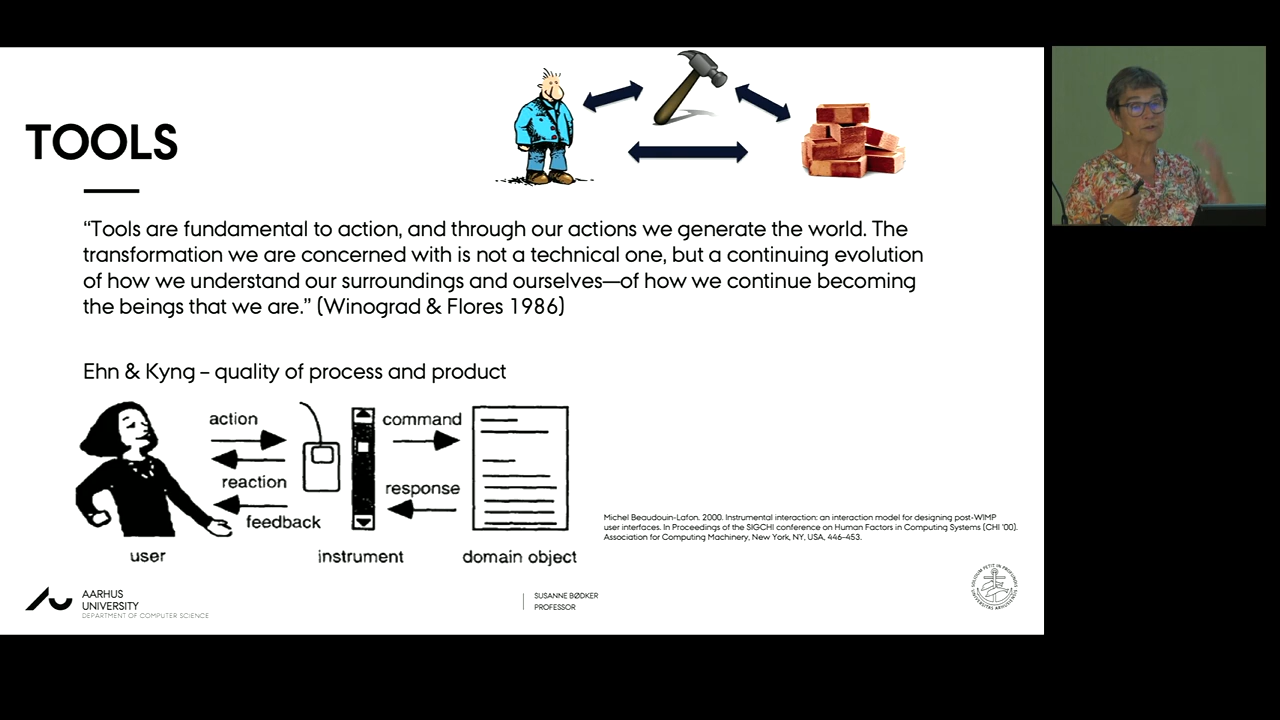 TOOLS
“Tools are fundamental to action, and through our actions we generate the world. The
transformation we are concerned with is not a technical one, but a continuing evolution
of how we understand our surroundings and ourselves—of how we continue becoming
the beings that we are.” (Winograd & Flores 1986)
Ehn & Kyng – quality of process and product
action
command
reaction
response
feedback
user
instrument
domain object
Michel Beaudouin-Lafon. 2000. Instrumental interaction: an interaction model for designing post-WIMP
user interfaces. In Proceedings of the SIGCHI conference on Human Factors in Computing Systems (CHI '00).
Association for Computing Machinery, New York, NY, USA, 446–453.
AARHUS
UNIVERSITY
DEPARTMENT OF COMPUTER SCIENCE
SUSANNE BØDKER
PROFESSOR